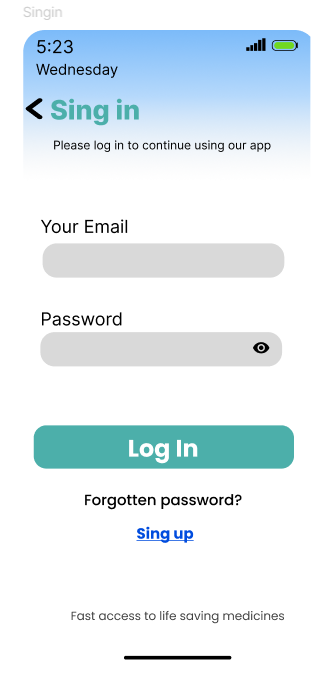 Singin
5:23
Wednesday
Sing in
Please log in to continue using our app
Your Email
Password
Log In
Forgotten password?
Sing up
Fast access to life saving medicines